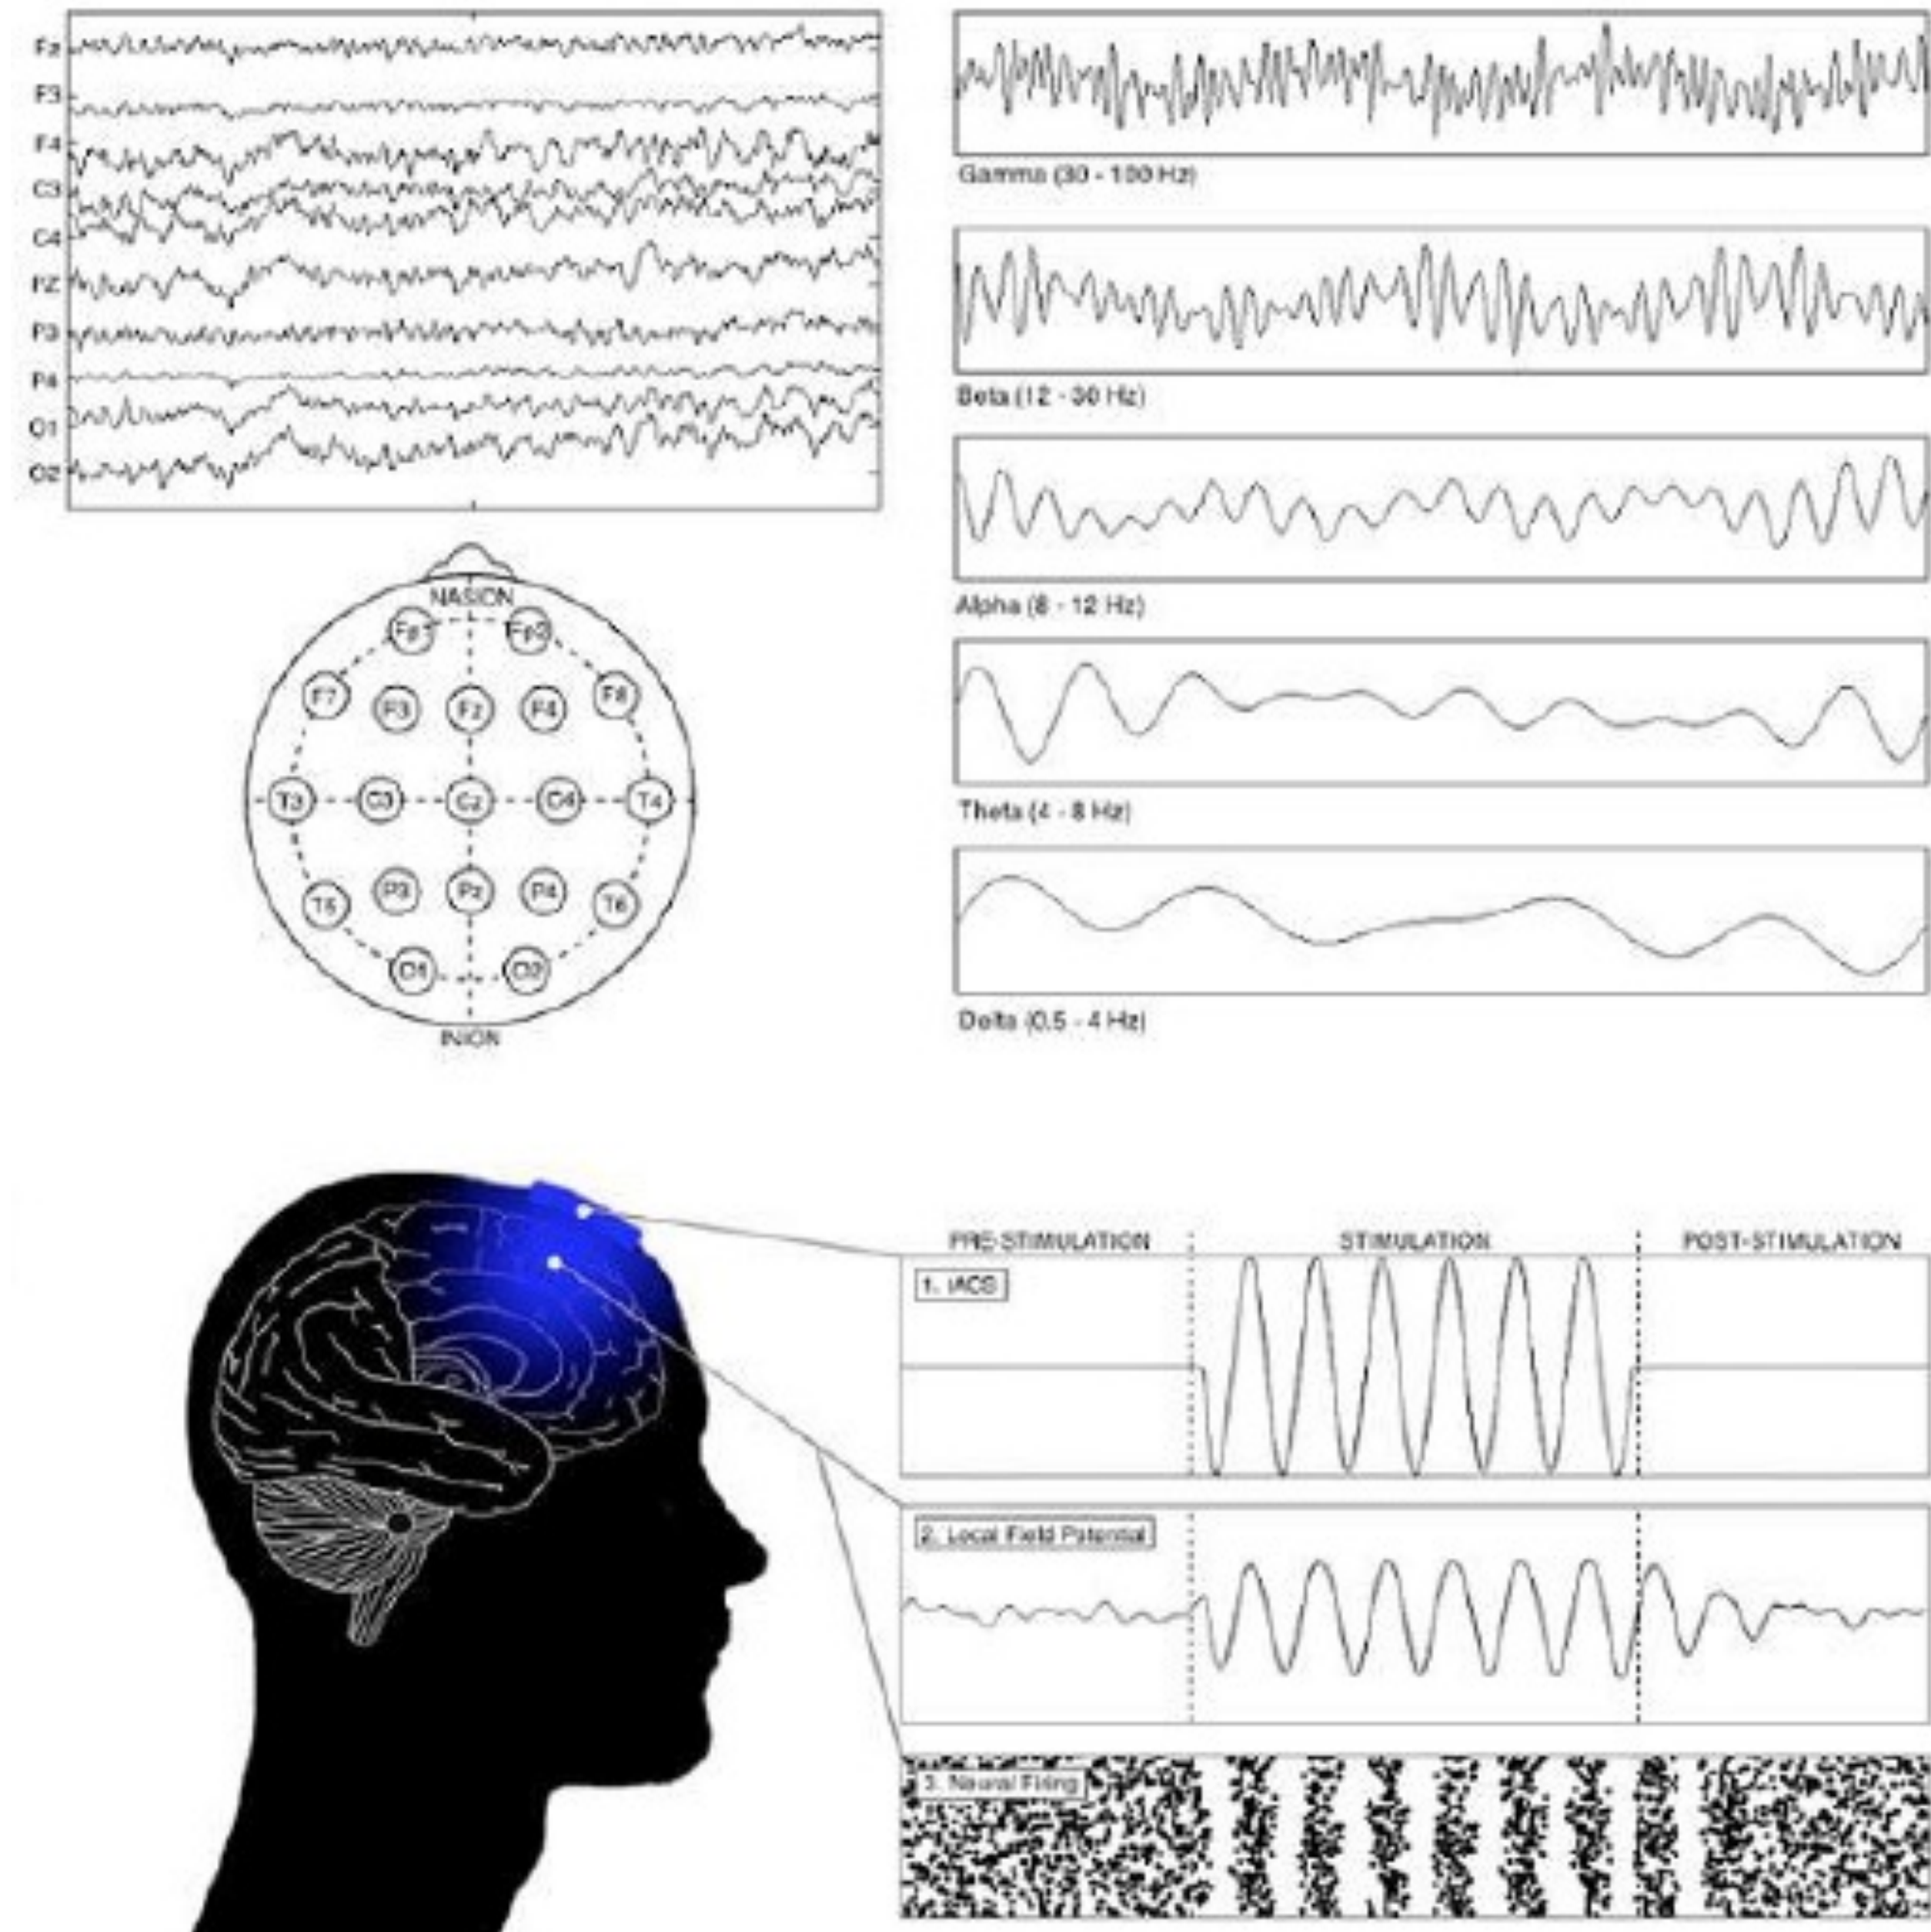 Fz
F3
F4
C3
C4
PZ
P3
P4
O1
O2
Gamma (30 - 100 Hz)
Beta (12 - 30 Hz)
Alpha (8 - 12 Hz)
Theta (4 - 8 Hz)
Delta (0.5 - 4 Hz)
NASION
Fp1 Fp2
F7 F3 Fz F4 F8
T3 C3 Cz C4 T4
T5 P3 Pz P4 T6
O1 O2
INION
PRE-STIMULATION STIMULATION POST-STIMULATION
1. tACS
2. Local Field Potential
3. Neural Firing